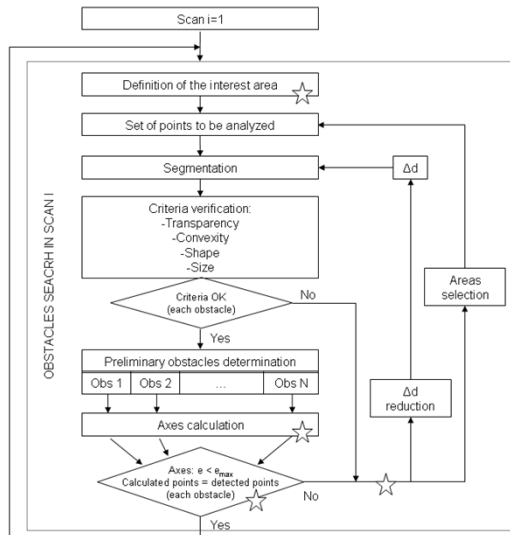 Scan i=1
Definition of the interest area
Set of points to be analyzed
Segmentation
Δd
Criteria verification:
-Transparency
-Convexity
-Shape
-Size
Areas
selection
OBSTACLES SEACRH IN SCAN I
Criteria OK
(each obstacle)
No
Yes
Preliminary obstacles determination
Obs 1 Obs 2 ... Obs N
Δd
reduction
Axes calculation
Axes: e < emax
Calculated points = detected points
(each obstacle)
No
Yes